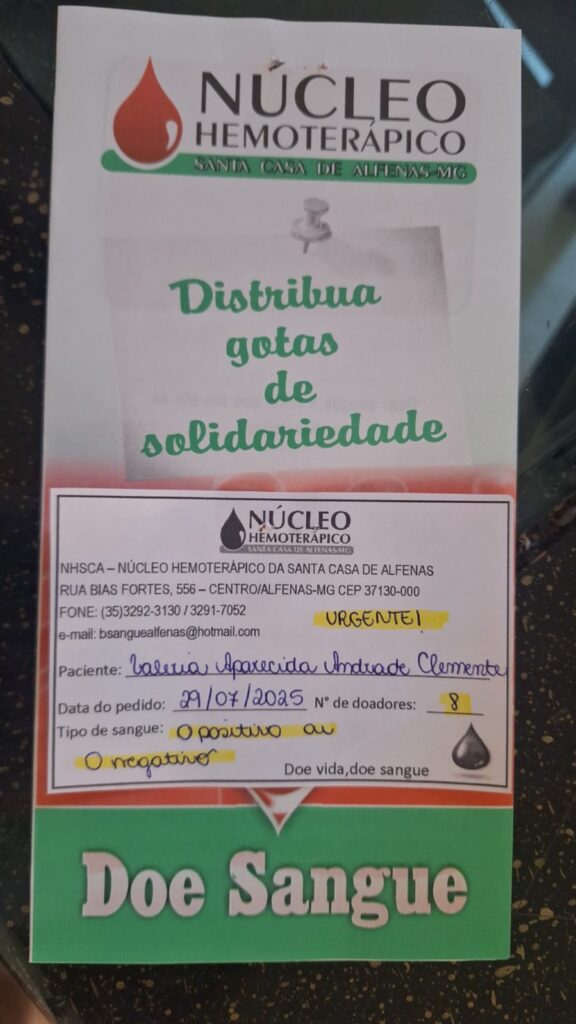 NÚCLEO
HEMOTERÁPICO
SANTA CASA DE ALFENAS-MG
Distribua
gotas
de
solidariedade
NÚCLEO
HEMOTERÁPICO
SANTA CASA DE ALFENAS-MG
NHSCA – NÚCLEO HEMOTERÁPICO DA SANTA CASA DE ALFENAS
RUA BIAS FORTES, 556 – CENTRO/ALFENAS-MG CEP 37130-000
FONE: (35)3292-3130 / 3291-7052
URGENTE!
e-mail: bsanguealfenas@hotmail.com
Paciente: Valeria Aparecida Andrade Clemente
Data do pedido: 29/07/2025 N° de doadores: 8
Tipo de sangue: O positivo ou
O negativo
Doe vida,doe sangue
Doe Sangue